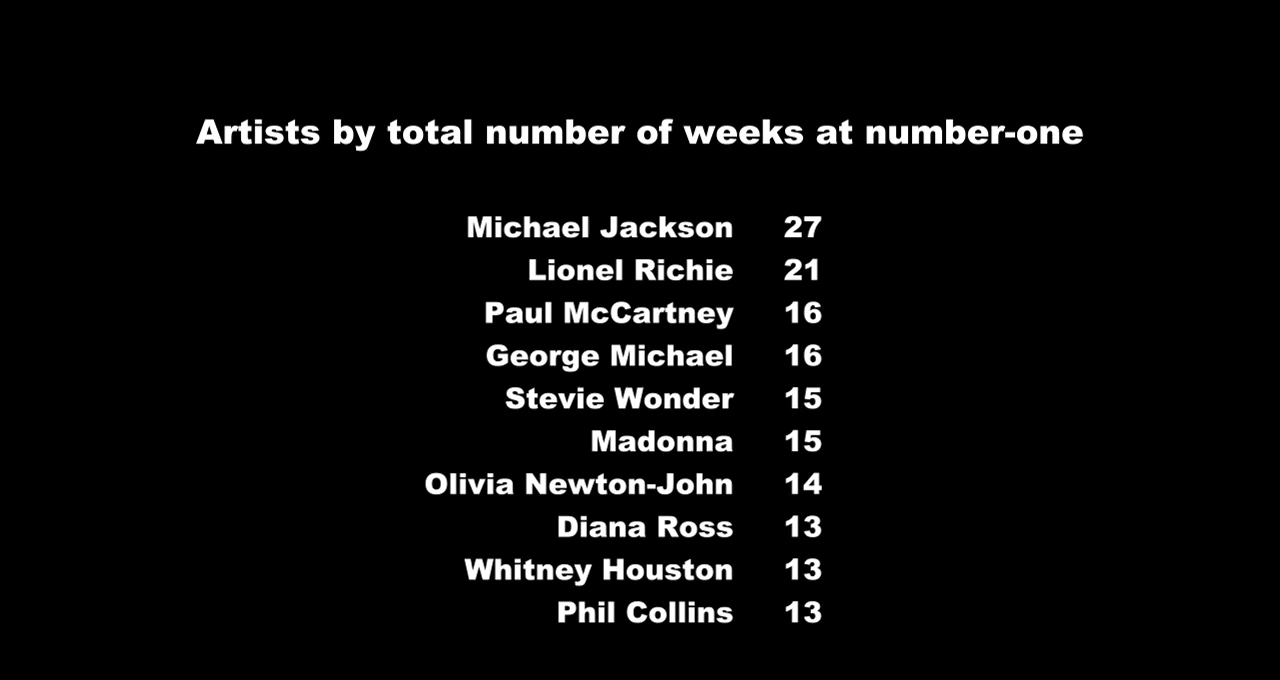 Artists by total number of weeks at number-one
Michael Jackson 27
Lionel Richie 21
Paul McCartney 16
George Michael 16
Stevie Wonder 15
Madonna 15
Olivia Newton-John 14
Diana Ross 13
Whitney Houston 13
Phil Collins 13